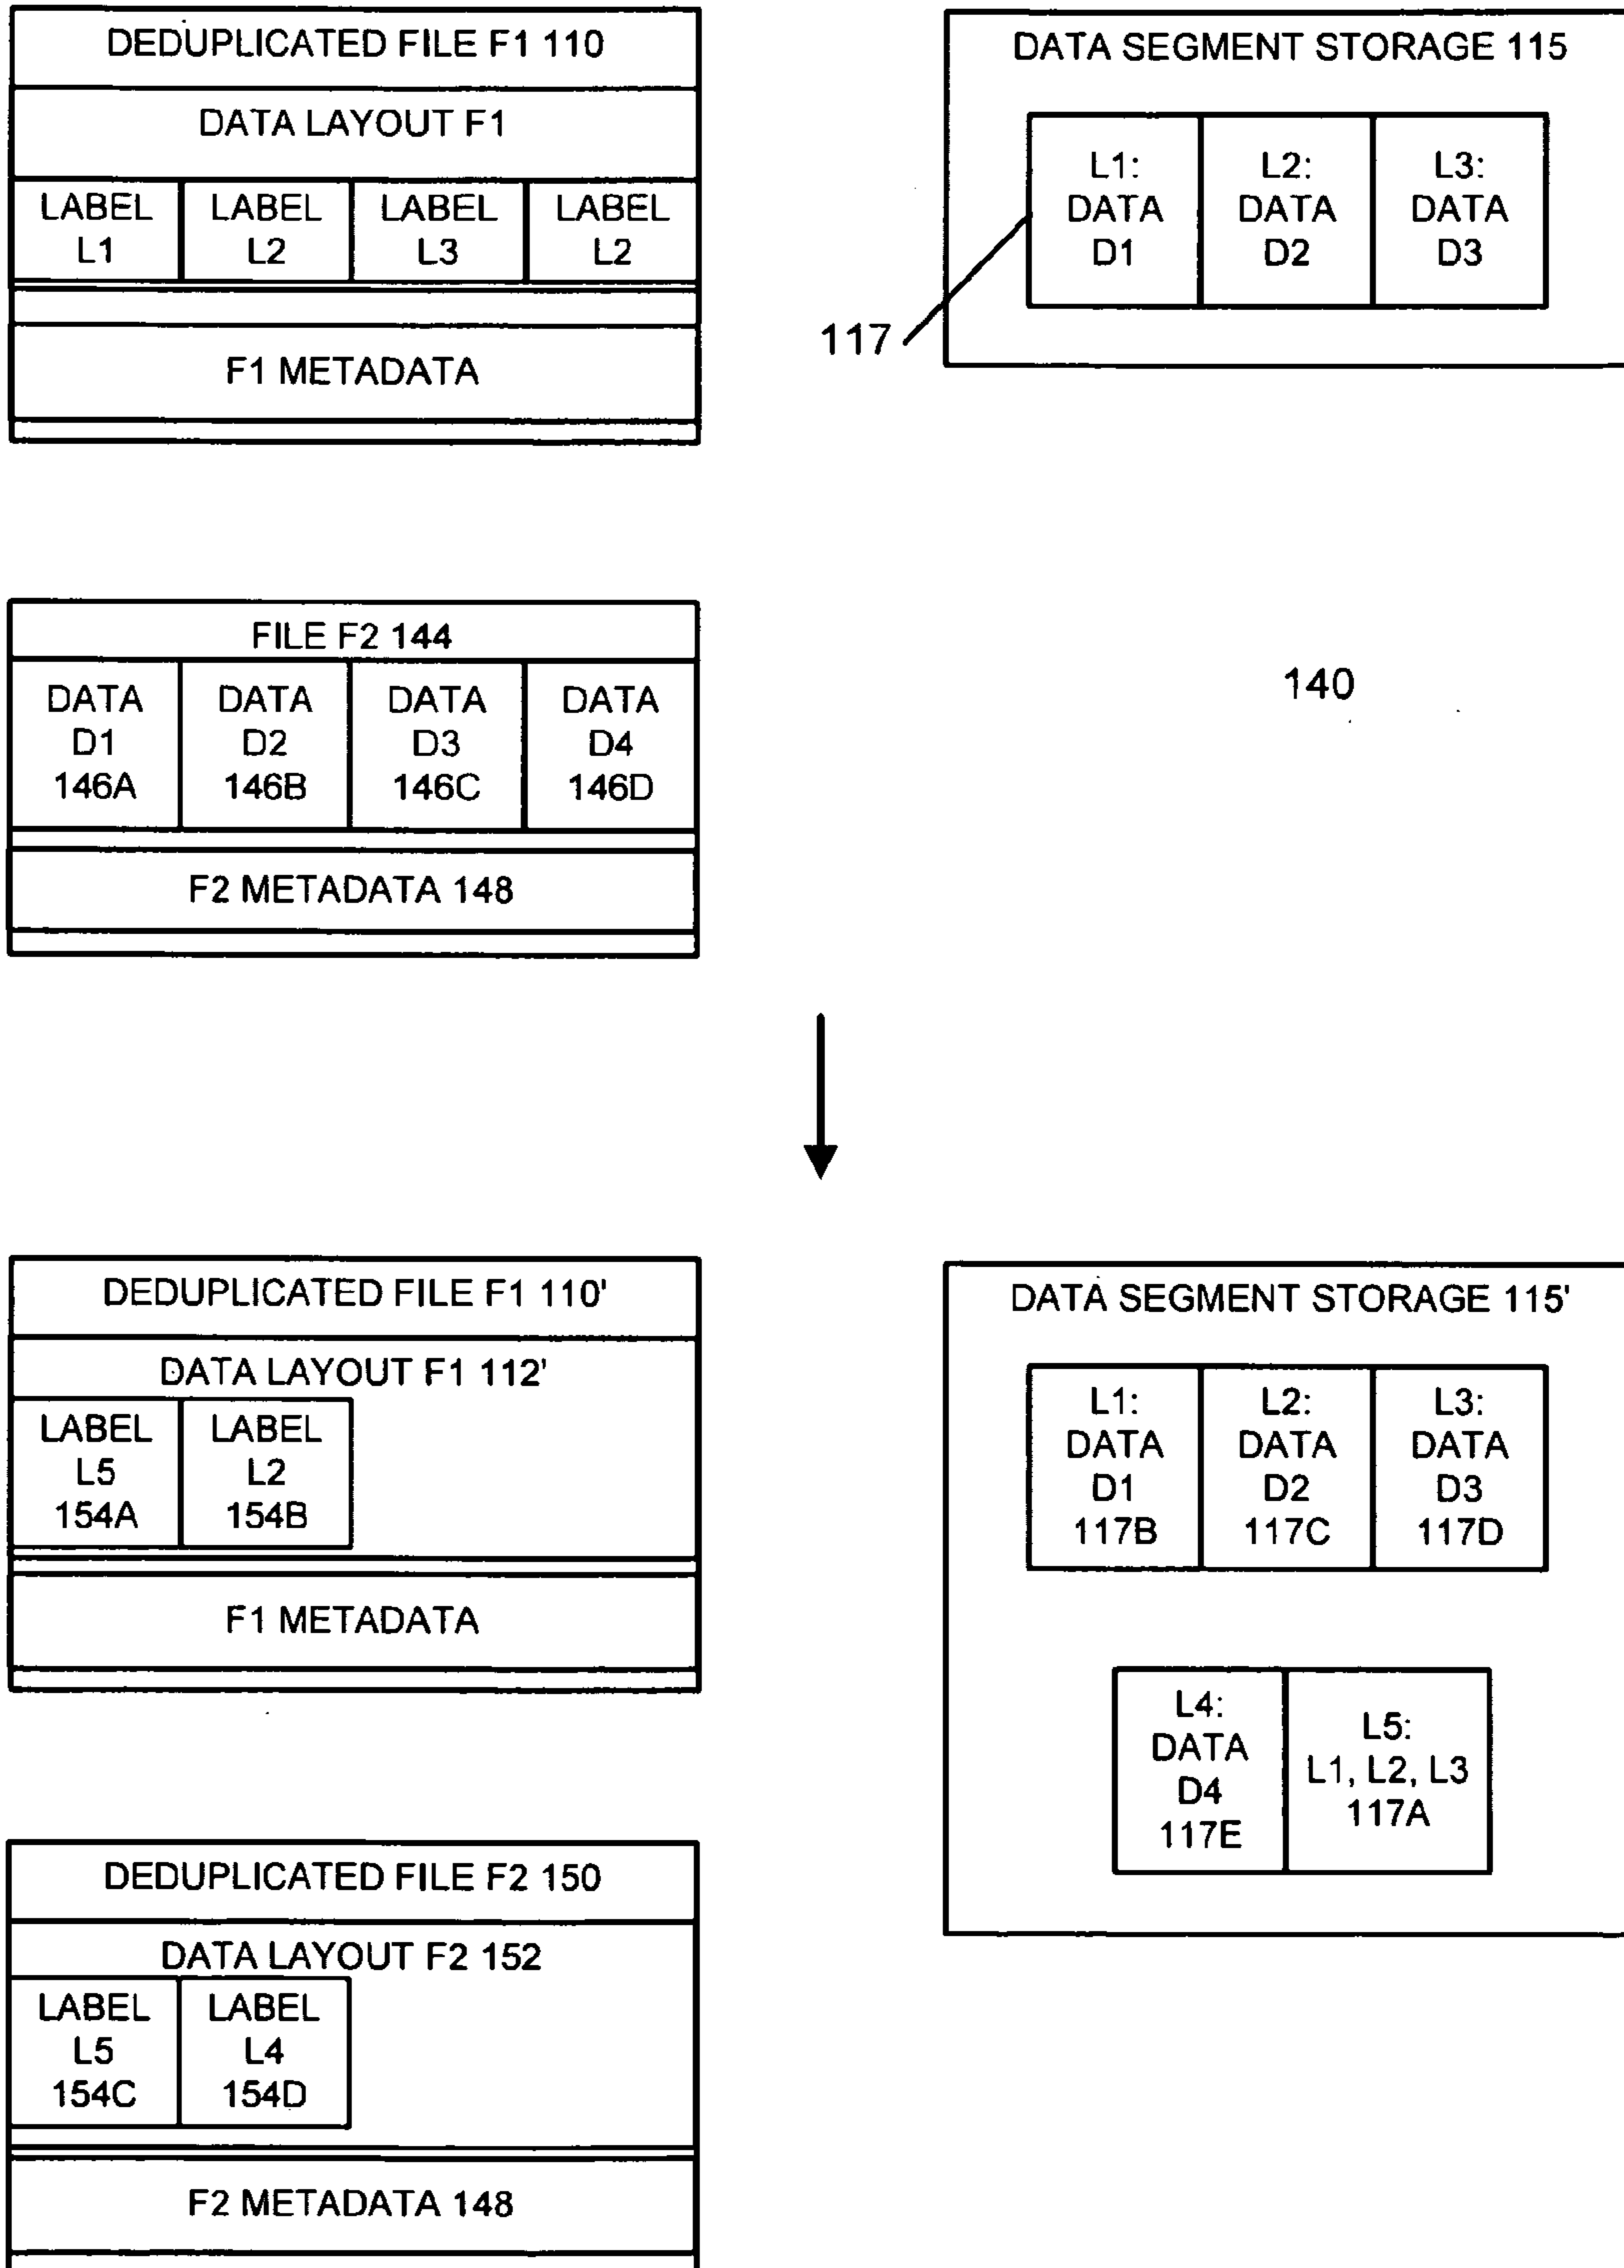 DEDUPLICATED FILE F1 110
DATA LAYOUT F1
LABEL L1
LABEL L2
LABEL L3
LABEL L2
F1 METADATA
DATA SEGMENT STORAGE 115
L1:
DATA
D1
L2:
DATA
D2
L3:
DATA
D3
117
FILE F2 144
DATA
D1
146A
DATA
D2
146B
DATA
D3
146C
DATA
D4
146D
F2 METADATA 148
140
DEDUPLICATED FILE F1 110'
DATA LAYOUT F1 112'
LABEL
L5
154A
LABEL
L2
154B
F1 METADATA
DATA SEGMENT STORAGE 115'
L1:
DATA
D1
117B
L2:
DATA
D2
117C
L3:
DATA
D3
117D
L4:
DATA
D4
117E
L5:
L1, L2, L3
117A
DEDUPLICATED FILE F2 150
DATA LAYOUT F2 152
LABEL
L5
154C
LABEL
L4
154D
F2 METADATA 148